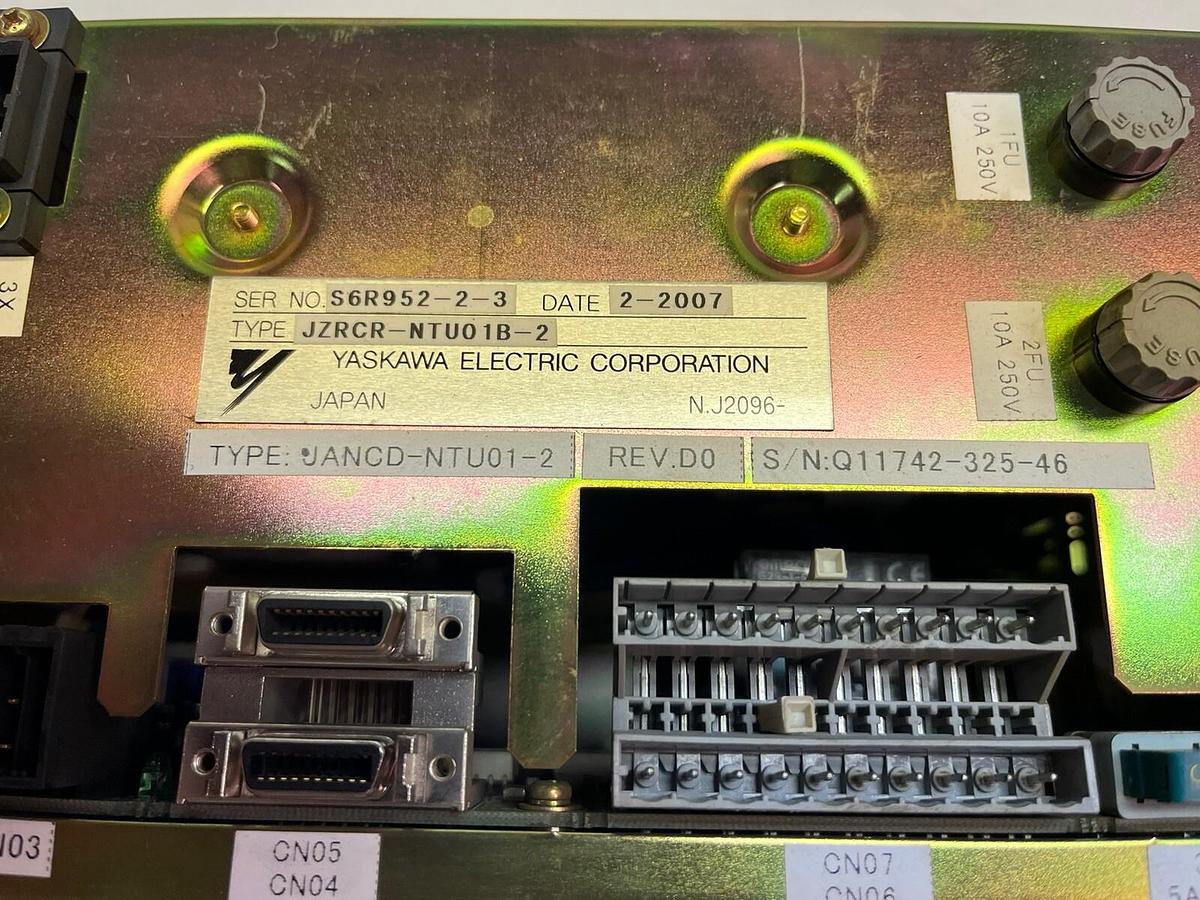 1FU
10A 250V
FUSE
3X
SER NO. S6R952-2-3 DATE 2-2007
TYPE JZRCR-NTU01B-2
YASKAWA ELECTRIC CORPORATION
JAPAN N.J2096-
2FU
10A 250V
TYPE: JANCD-NTU01-2 REV.D0 S/N:Q11742-325-46
CN05
CN04
CN07
CN06